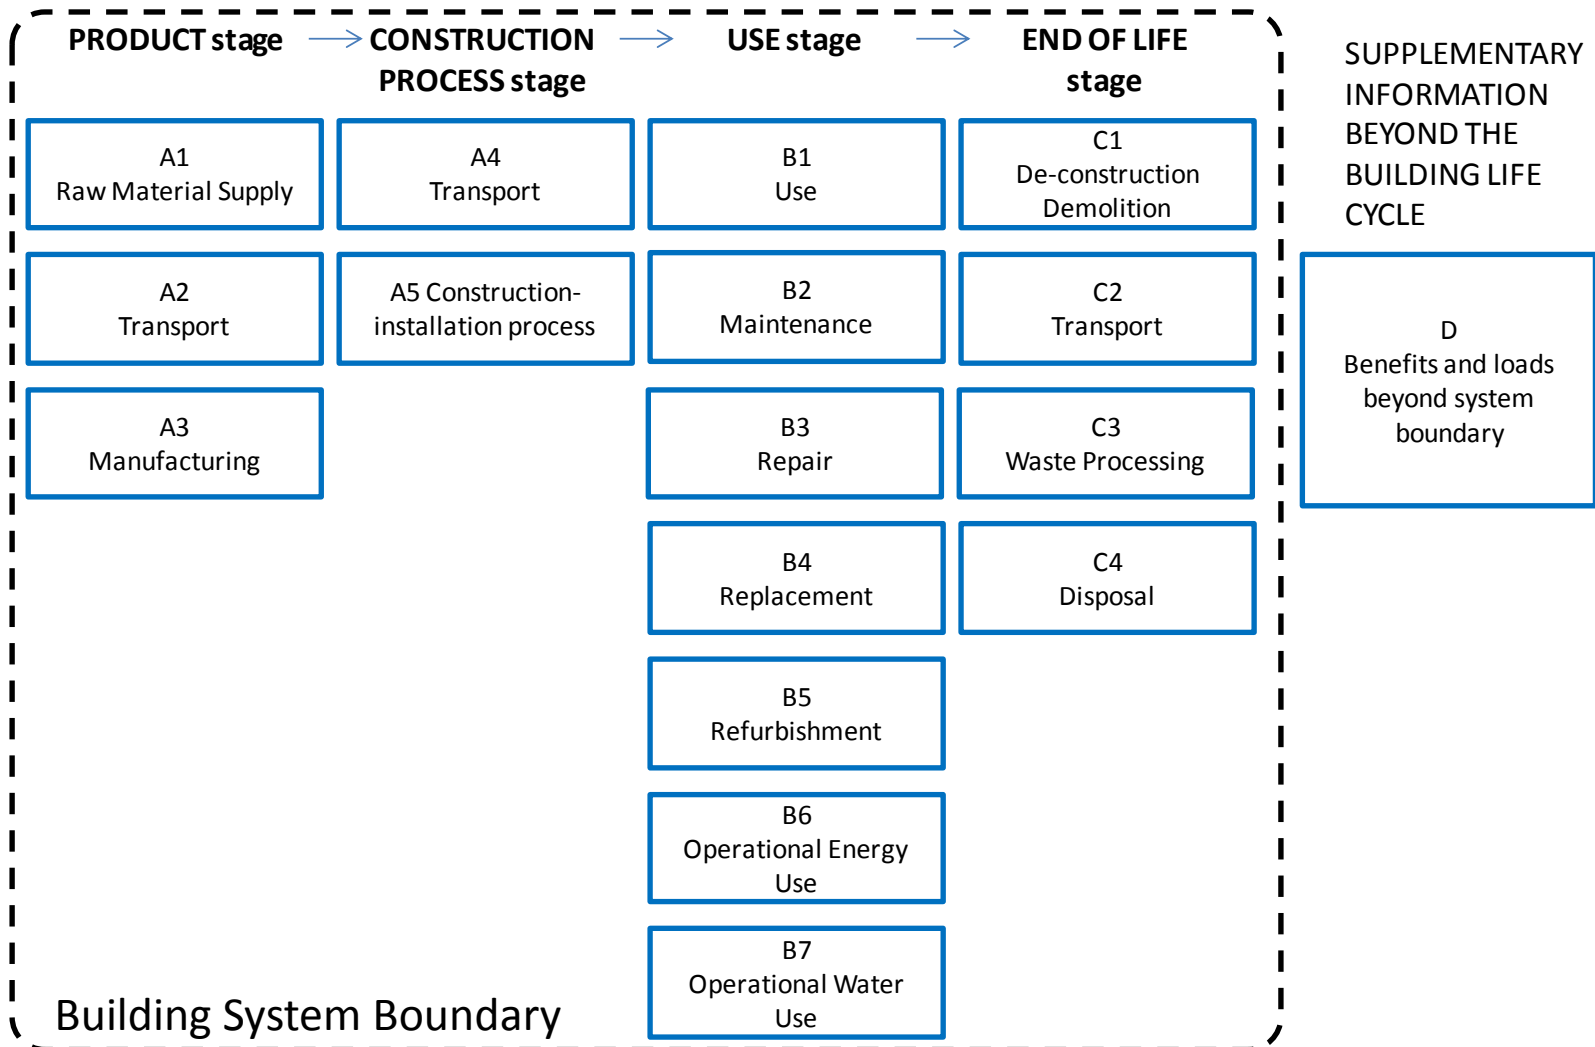 PRODUCT stage
CONSTRUCTION
PROCESS stage
USE stage
END OF LIFE
stage
SUPPLEMENTARY
INFORMATION
BEYOND THE
BUILDING LIFE
CYCLE
A1
Raw Material Supply
A2
Transport
A3
Manufacturing
A4
Transport
A5 Construction-
installation process
B1
Use
B2
Maintenance
B3
Repair
B4
Replacement
B5
Refurbishment
B6
Operational Energy
Use
B7
Operational Water
Use
C1
De-construction
Demolition
C2
Transport
C3
Waste Processing
C4
Disposal
D
Benefits and loads
beyond system
boundary
Building System Boundary